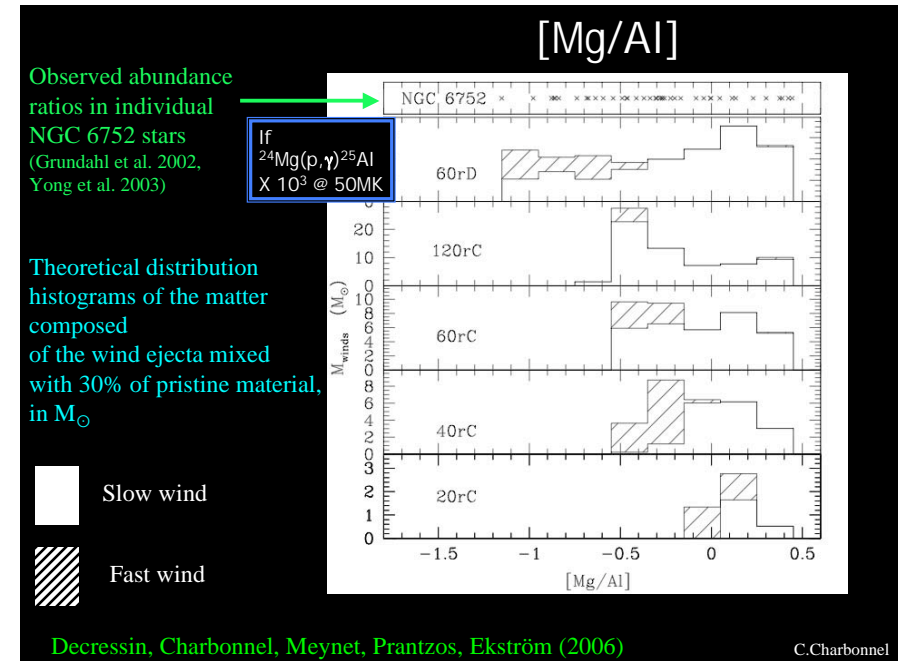 [Mg/Al]
Observed abundance
ratios in individual
NGC 6752 stars
(Grundahl et al. 2002,
Yong et al. 2003)
If
²⁴Mg(p,γ)²⁵Al
X 10³ @ 50MK
Theoretical distribution
histograms of the matter
composed
of the wind ejecta mixed
with 30% of pristine material,
in M☉
Slow wind
Fast wind
NGC 6752
60rD
0
120rC
20
10
0
60rC
10
8
6
4
2
0
40rC
8
6
4
2
0
20rC
3
2
1
0
M_winds (M☉)
−1.5 −1 −0.5 0 0.5
[Mg/Al]
Decressin, Charbonnel, Meynet, Prantzos, Ekström (2006)
C.Charbonnel